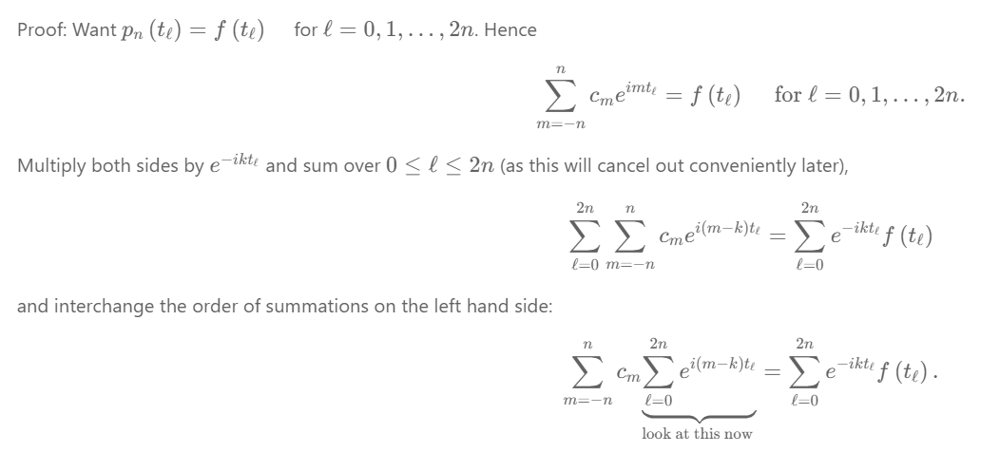 Proof: Want $p_n(t_\ell) = f(t_\ell)$ for $\ell = 0, 1, \ldots, 2n$. Hence
$$\sum_{m=-n}^{n} c_m e^{imt_\ell} = f(t_\ell) \quad \text{for } \ell = 0, 1, \ldots, 2n.$$
Multiply both sides by $e^{-ikt_\ell}$ and sum over $0 \leq \ell \leq 2n$ (as this will cancel out conveniently later),
$$\sum_{\ell=0}^{2n} \sum_{m=-n}^{n} c_m e^{i(m-k)t_\ell} = \sum_{\ell=0}^{2n} e^{-ikt_\ell} f(t_\ell)$$
and interchange the order of summations on the left hand side:
$$\sum_{m=-n}^{n} c_m \underbrace{\sum_{\ell=0}^{2n} e^{i(m-k)t_\ell}}_{\text{look at this now}} = \sum_{\ell=0}^{2n} e^{-ikt_\ell} f(t_\ell).$$